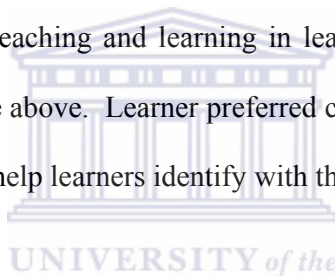 eaching and learning in lea
above. Learner preferred c
help learners identify with th
UNIVERSITY of the